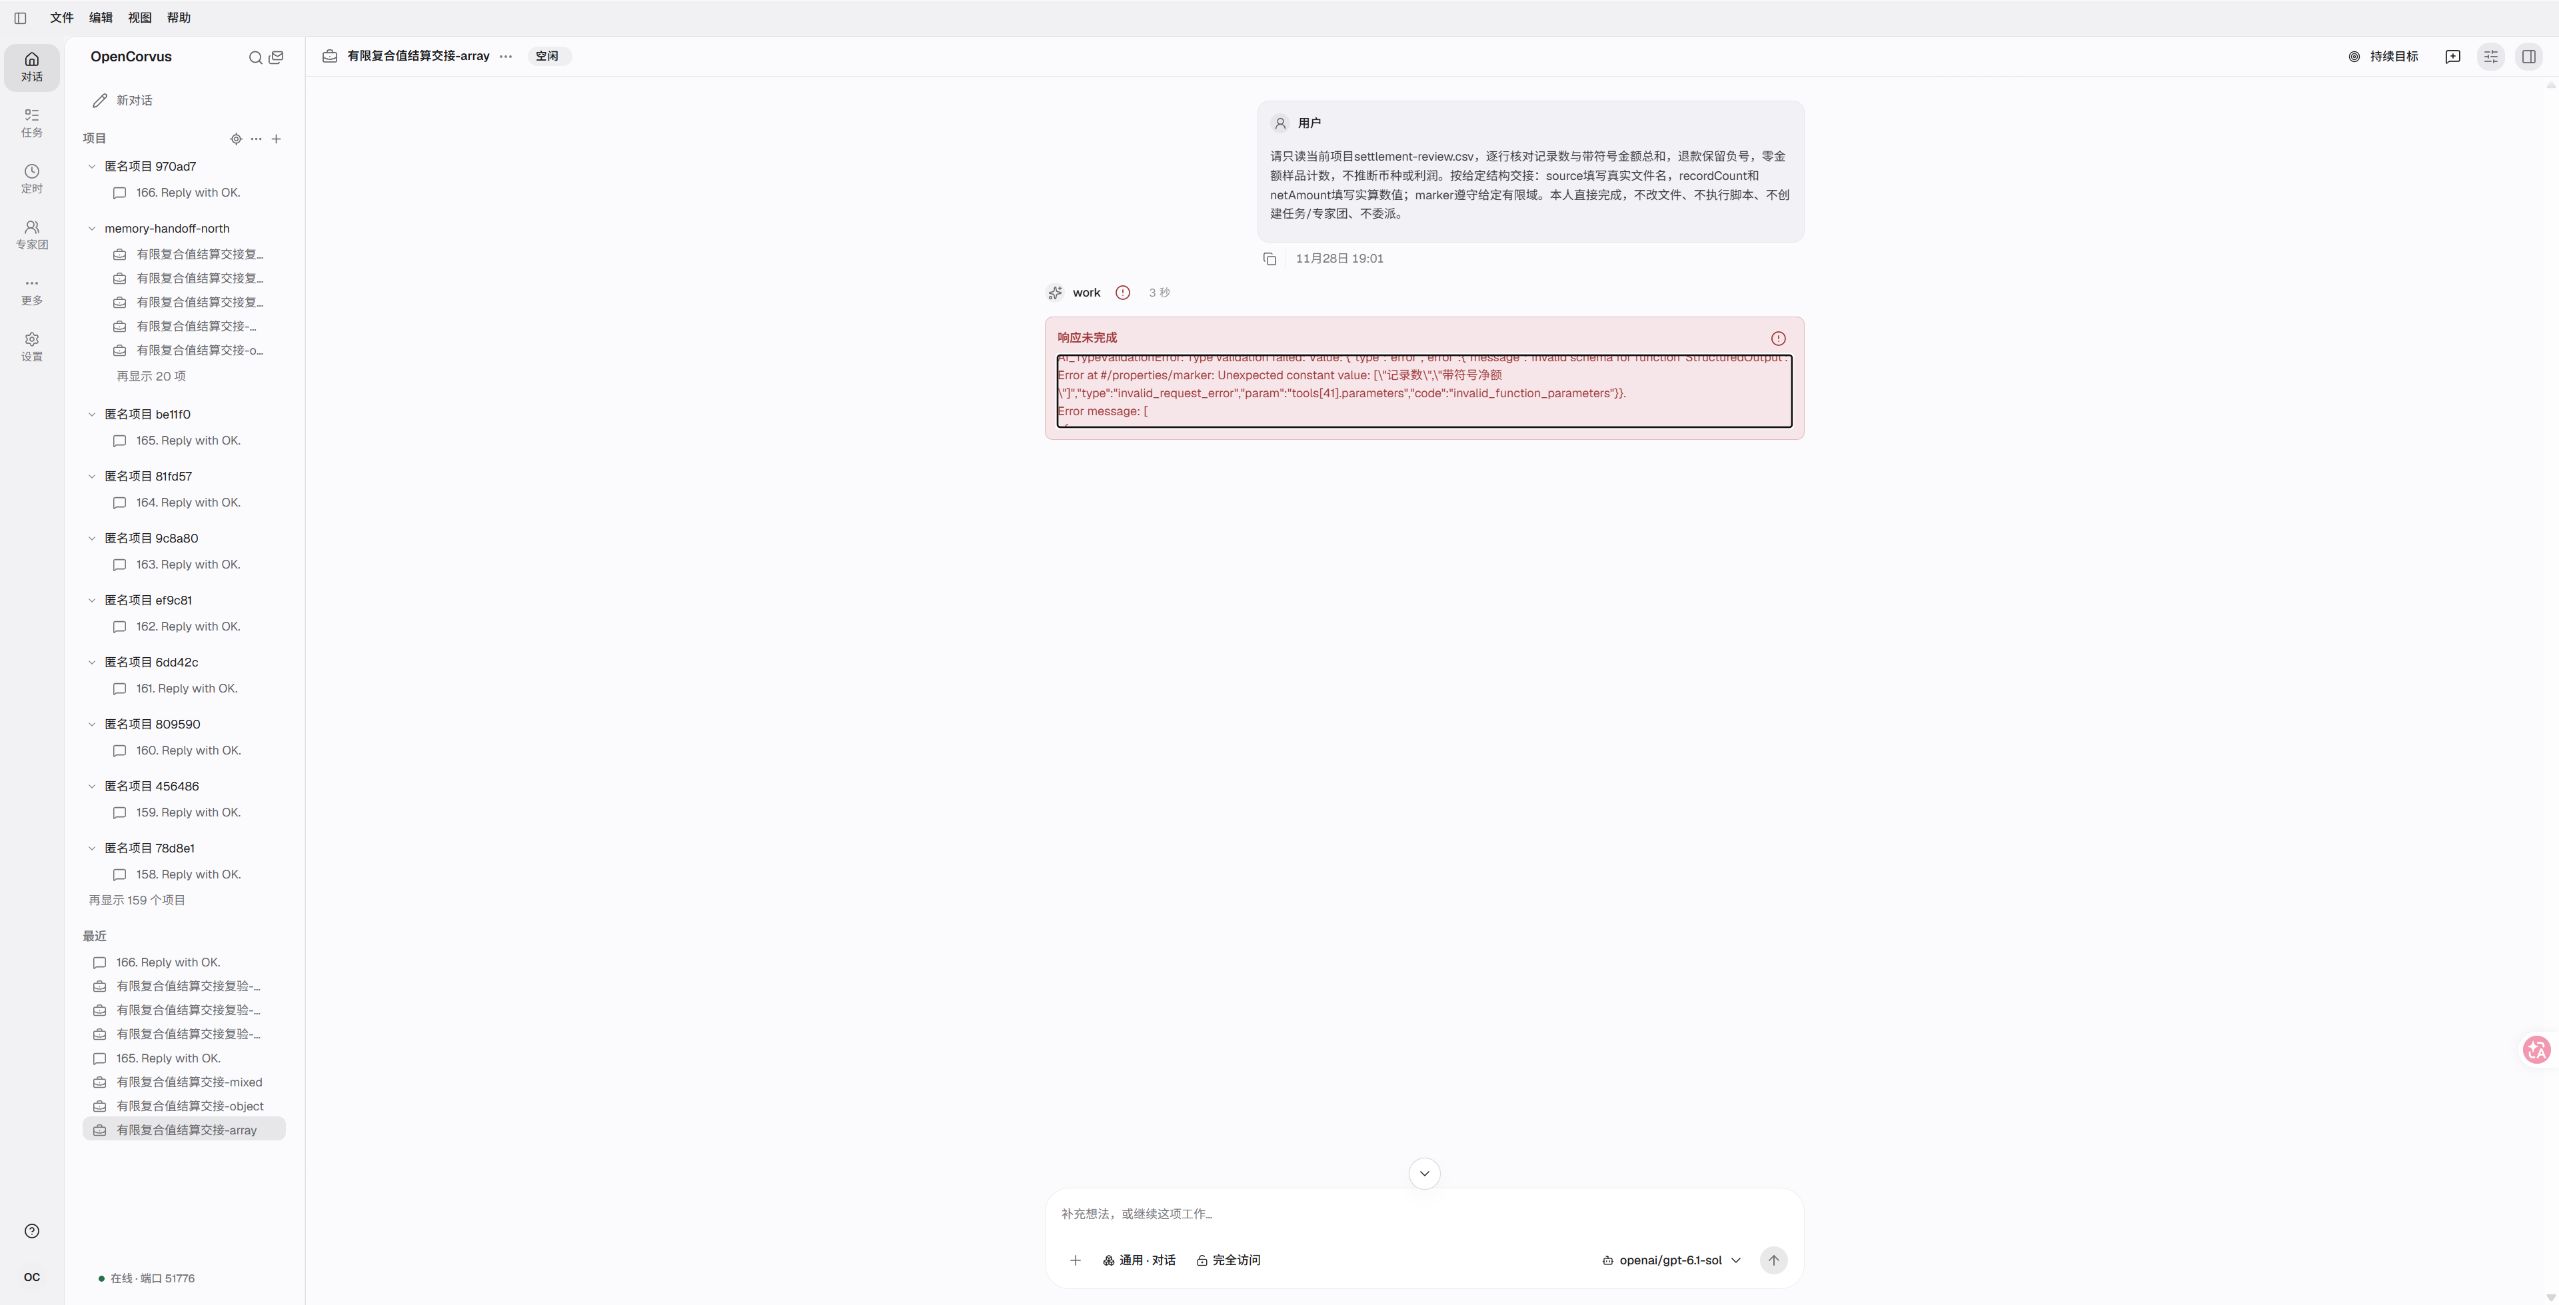 文件 编辑 视图 帮助
对话
任务
定时
专家团
更多
设置
OC
OpenCorvus
新对话
项目
匿名项目 970ad7
166. Reply with OK.
memory-handoff-north
有限复合值结算交接复...
有限复合值结算交接复...
有限复合值结算交接复...
有限复合值结算交接-...
有限复合值结算交接-o...
再显示 20 项
匿名项目 be11f0
165. Reply with OK.
匿名项目 81fd57
164. Reply with OK.
匿名项目 9c8a80
163. Reply with OK.
匿名项目 ef9c81
162. Reply with OK.
匿名项目 6dd42c
161. Reply with OK.
匿名项目 809590
160. Reply with OK.
匿名项目 456486
159. Reply with OK.
匿名项目 78d8e1
158. Reply with OK.
再显示 159 个项目
最近
166. Reply with OK.
有限复合值结算交接复验-...
有限复合值结算交接复验-...
有限复合值结算交接复验-...
165. Reply with OK.
有限复合值结算交接-mixed
有限复合值结算交接-object
有限复合值结算交接-array
在线 · 端口 51776
有限复合值结算交接-array ··· 空闲
持续目标
用户
请只读当前项目settlement-review.csv，逐行核对记录数与带符号金额总和，退款保留负号，零金
额样品计数，不推断币种或利润。按给定结构交接：source填写真实文件名，recordCount和
netAmount填写实算数值；marker遵守给定有限域。本人直接完成，不改文件、不执行脚本、不创
建任务/专家团、不委派。
11月28日 19:01
work 3 秒
响应未完成
AI_TypeValidationError: Type validation failed: Value: {"type":"error","error":{"message":"Invalid schema for function 'StructuredOutput':
Error at #/properties/marker: Unexpected constant value: [\"记录数\",\"带符号净额
\"]","type":"invalid_request_error","param":"tools[41].parameters","code":"invalid_function_parameters"}}.
Error message: [
补充想法，或继续这项工作...
通用 · 对话 完全访问
openai/gpt-6.1-sol